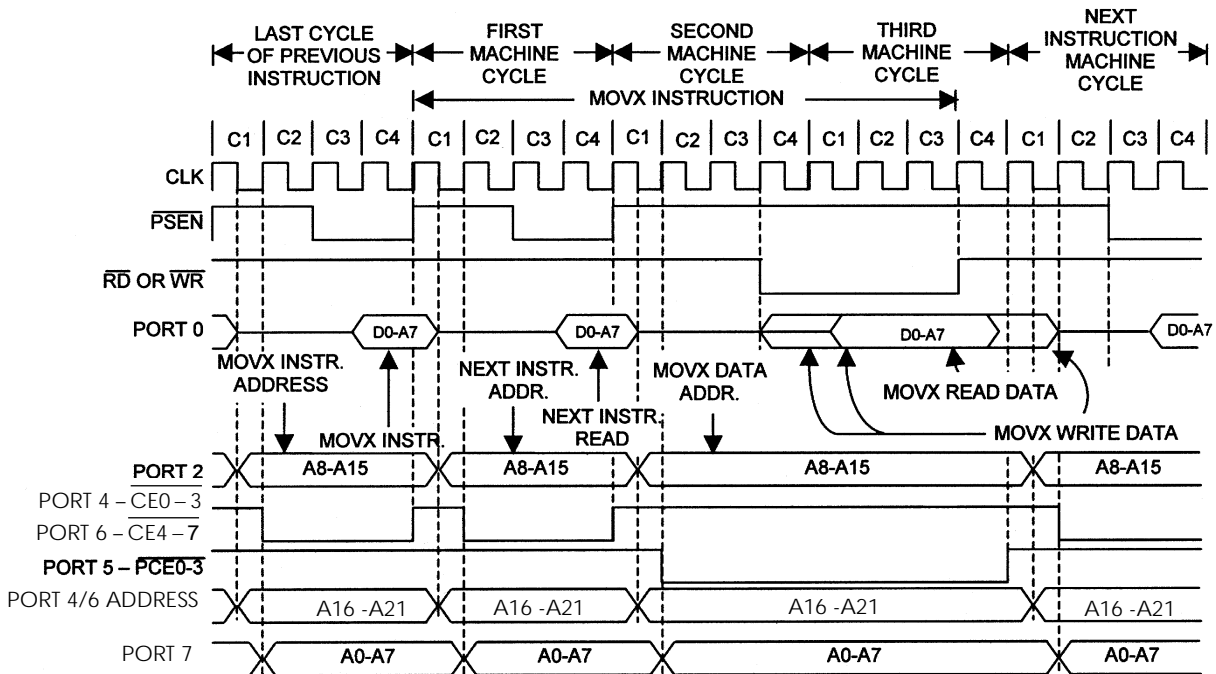 LAST CYCLE
OF PREVIOUS
INSTRUCTION
FIRST
MACHINE
CYCLE
SECOND
MACHINE
CYCLE
THIRD
MACHINE
CYCLE
NEXT
INSTRUCTION
MACHINE
CYCLE
MOVX INSTRUCTION
C1 C2 C3 C4 C1 C2 C3 C4 C1 C2 C3 C4 C1 C2 C3 C4 C1 C2 C3 C4
CLK
PSEN
RD OR WR
PORT 0
D0-A7 D0-A7 D0-A7 D0-A7
MOVX INSTR.
ADDRESS
MOVX INSTR.
NEXT INSTR.
ADDR.
NEXT INSTR.
READ
MOVX DATA
ADDR.
MOVX READ DATA
MOVX WRITE DATA
PORT 2
A8-A15 A8-A15 A8-A15 A8-A15
PORT 4 – CE0 – 3
PORT 6 – CE4 – 7
PORT 5 – PCE0-3
PORT 4/6 ADDRESS
A16 -A21 A16 -A21 A16 -A21 A16 -A21
PORT 7
A0-A7 A0-A7 A0-A7 A0-A7